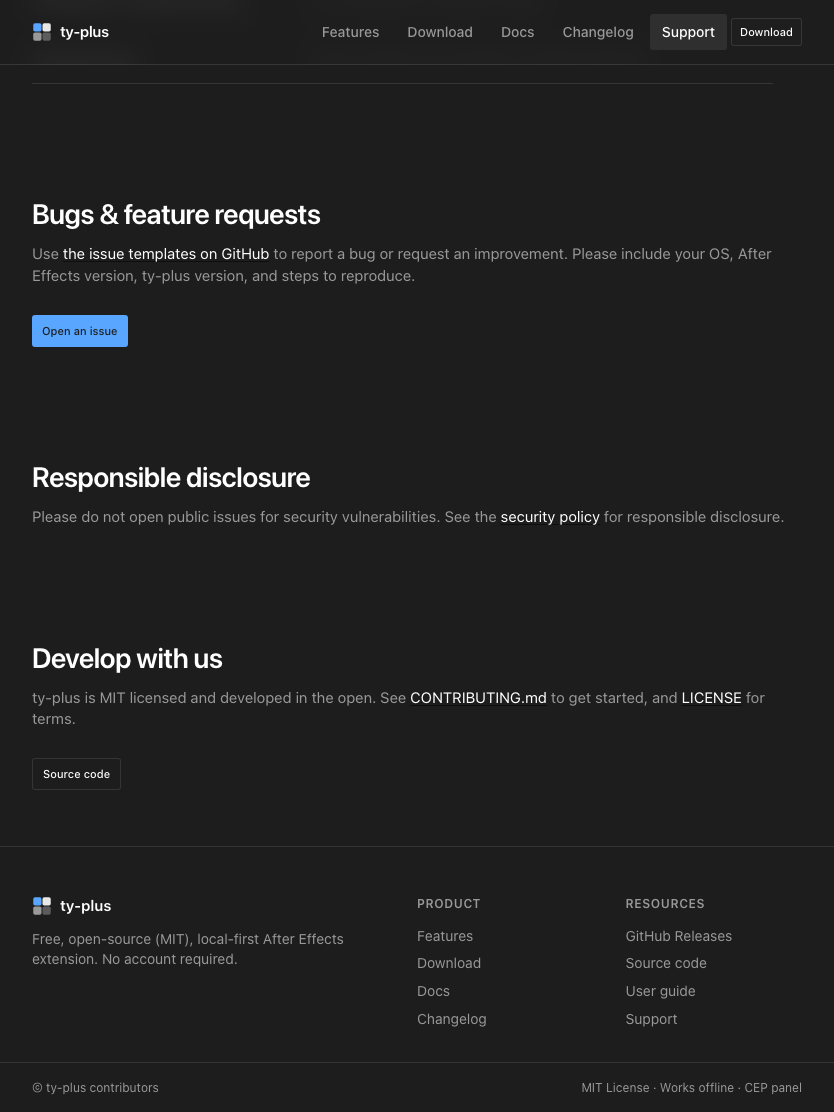 ty-plus
Features
Download
Docs
Changelog
Support
Download
Bugs & feature requests
Use the issue templates on GitHub to report a bug or request an improvement. Please include your OS, After
Effects version, ty-plus version, and steps to reproduce.
Open an issue
Responsible disclosure
Please do not open public issues for security vulnerabilities. See the security policy for responsible disclosure.
Develop with us
ty-plus is MIT licensed and developed in the open. See CONTRIBUTING.md to get started, and LICENSE for
terms.
Source code
ty-plus
Free, open-source (MIT), local-first After Effects
extension. No account required.
PRODUCT
Features
Download
Docs
Changelog
RESOURCES
GitHub Releases
Source code
User guide
Support
© ty-plus contributors
MIT License · Works offline · CEP panel